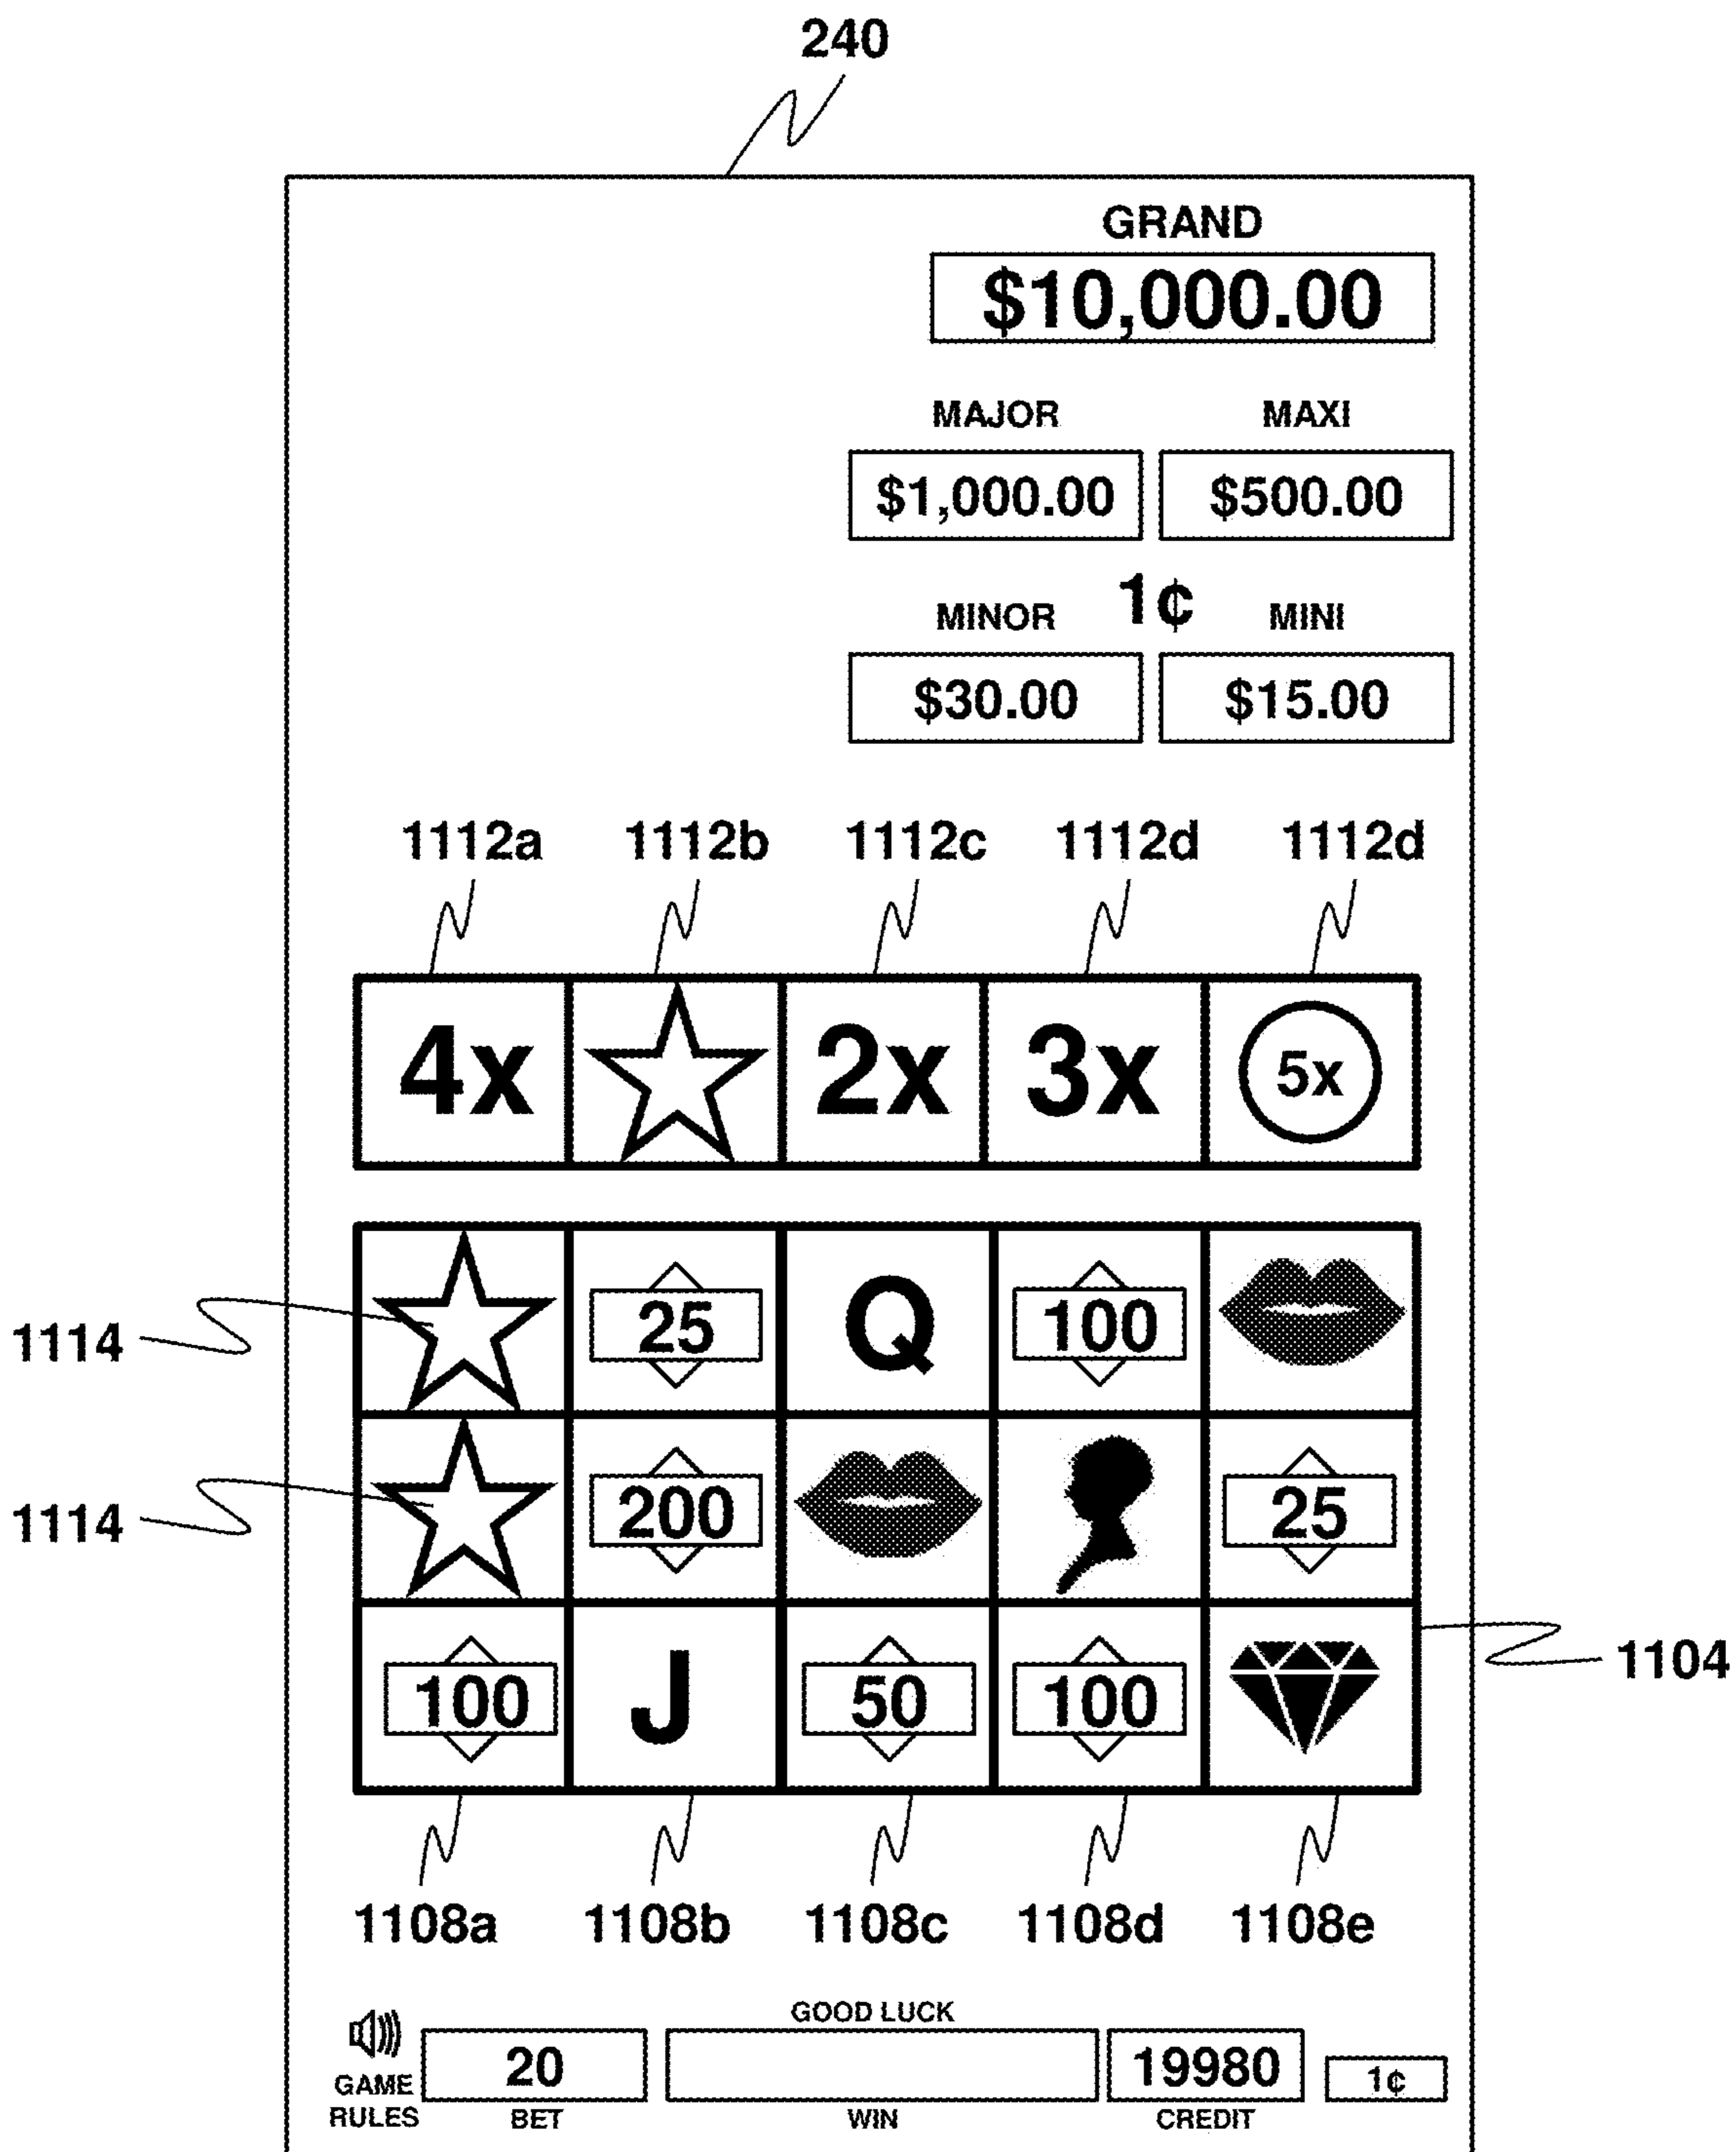 240
GRAND
$10,000.00
MAJOR MAXI
$1,000.00 $500.00
MINOR 1¢ MINI
$30.00 $15.00
1112a 1112b 1112c 1112d 1112d
4x 2x 3x 5x
1114 25 Q 100
1114 200 25
100 J 50 100
1104
1108a 1108b 1108c 1108d 1108e
GOOD LUCK
20 19980 1¢
GAME
RULES BET WIN CREDIT